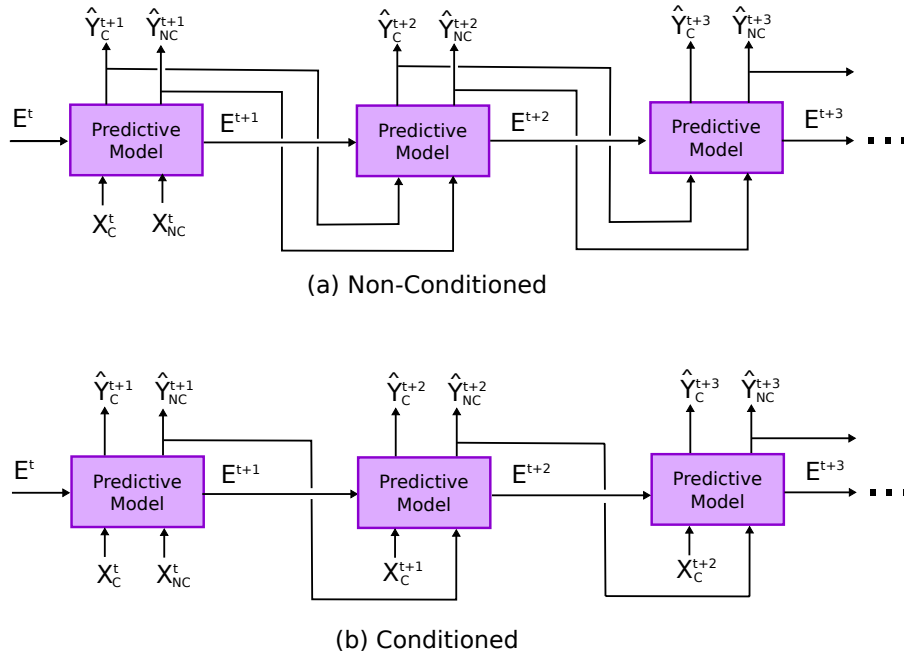 Ŷ_C^{t+1} Ŷ_NC^{t+1} Ŷ_C^{t+2} Ŷ_NC^{t+2} Ŷ_C^{t+3} Ŷ_NC^{t+3}
E^t Predictive Model E^{t+1} Predictive Model E^{t+2} Predictive Model E^{t+3} ...
X_C^t X_NC^t
(a) Non-Conditioned
Ŷ_C^{t+1} Ŷ_NC^{t+1} Ŷ_C^{t+2} Ŷ_NC^{t+2} Ŷ_C^{t+3} Ŷ_NC^{t+3}
E^t Predictive Model E^{t+1} Predictive Model E^{t+2} Predictive Model E^{t+3} ...
X_C^t X_NC^t X_C^{t+1} X_C^{t+2}
(b) Conditioned